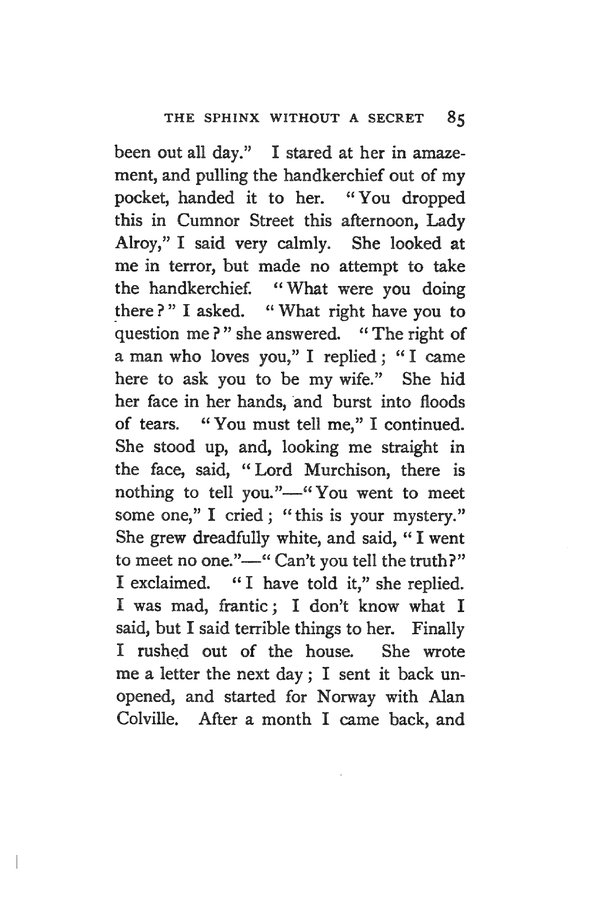 THE SPHINX WITHOUT A SECRET 85
been out all day.” I stared at her in amaze-
ment, and pulling the handkerchief out of my
pocket, handed it to her. “You dropped
this in Cumnor Street this afternoon, Lady
Alroy,” I said very calmly. She looked at
me in terror, but made no attempt to take
the handkerchief. “What were you doing
there?” I asked. “What right have you to
question me?” she answered. “The right of
a man who loves you,” I replied; “I came
here to ask you to be my wife.” She hid
her face in her hands, and burst into floods
of tears. “You must tell me,” I continued.
She stood up, and, looking me straight in
the face, said, “Lord Murchison, there is
nothing to tell you.”—“You went to meet
some one,” I cried; “this is your mystery.”
She grew dreadfully white, and said, “I went
to meet no one.”—“Can’t you tell the truth?”
I exclaimed. “I have told it,” she replied.
I was mad, frantic; I don’t know what I
said, but I said terrible things to her. Finally
I rushed out of the house. She wrote
me a letter the next day; I sent it back un-
opened, and started for Norway with Alan
Colville. After a month I came back, and